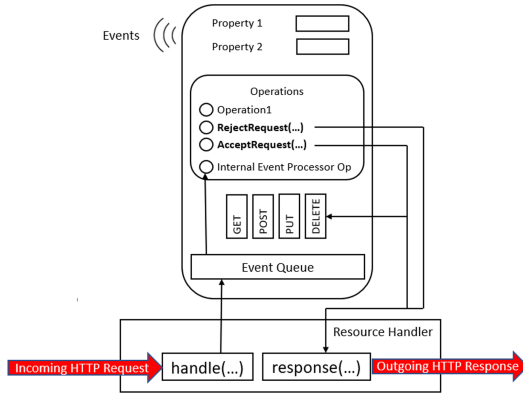 Events
Property 1
Property 2
Operations
Operation1
RejectRequest(...)
AcceptRequest(...)
Internal Event Processor Op
GET
POST
PUT
DELETE
Event Queue
Resource Handler
Incoming HTTP Request
handle(...)
response(...)
Outgoing HTTP Response